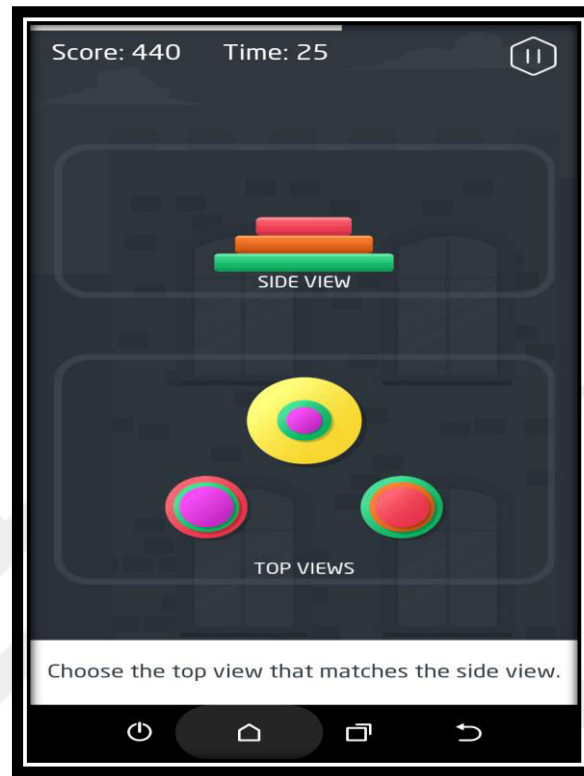 Score: 440 Time: 25
SIDE VIEW
TOP VIEWS
Choose the top view that matches the side view.